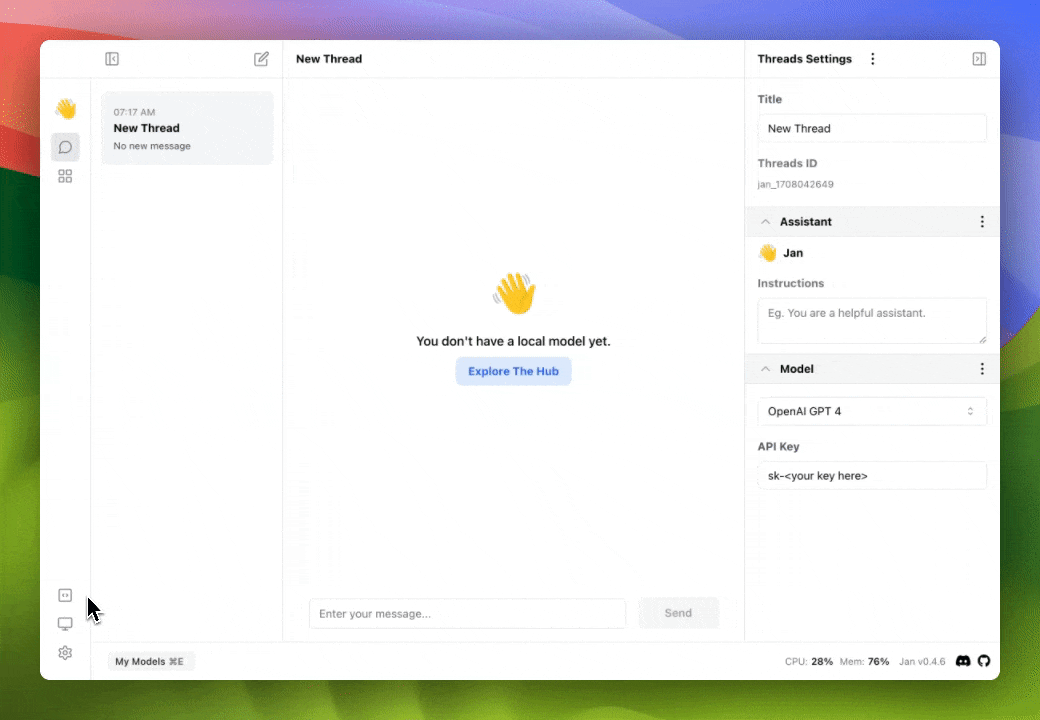 New Thread
Threads Settings
07:17 AM
New Thread
No new message
You don't have a local model yet.
Explore The Hub
Enter your message...
Send
Title
New Thread
Threads ID
jan_1708042649
Assistant
Jan
Instructions
Eg. You are a helpful assistant.
Model
OpenAI GPT 4
API Key
sk-<your key here>
My Models ⌘E
CPU: 28% Mem: 76% Jan v0.4.6